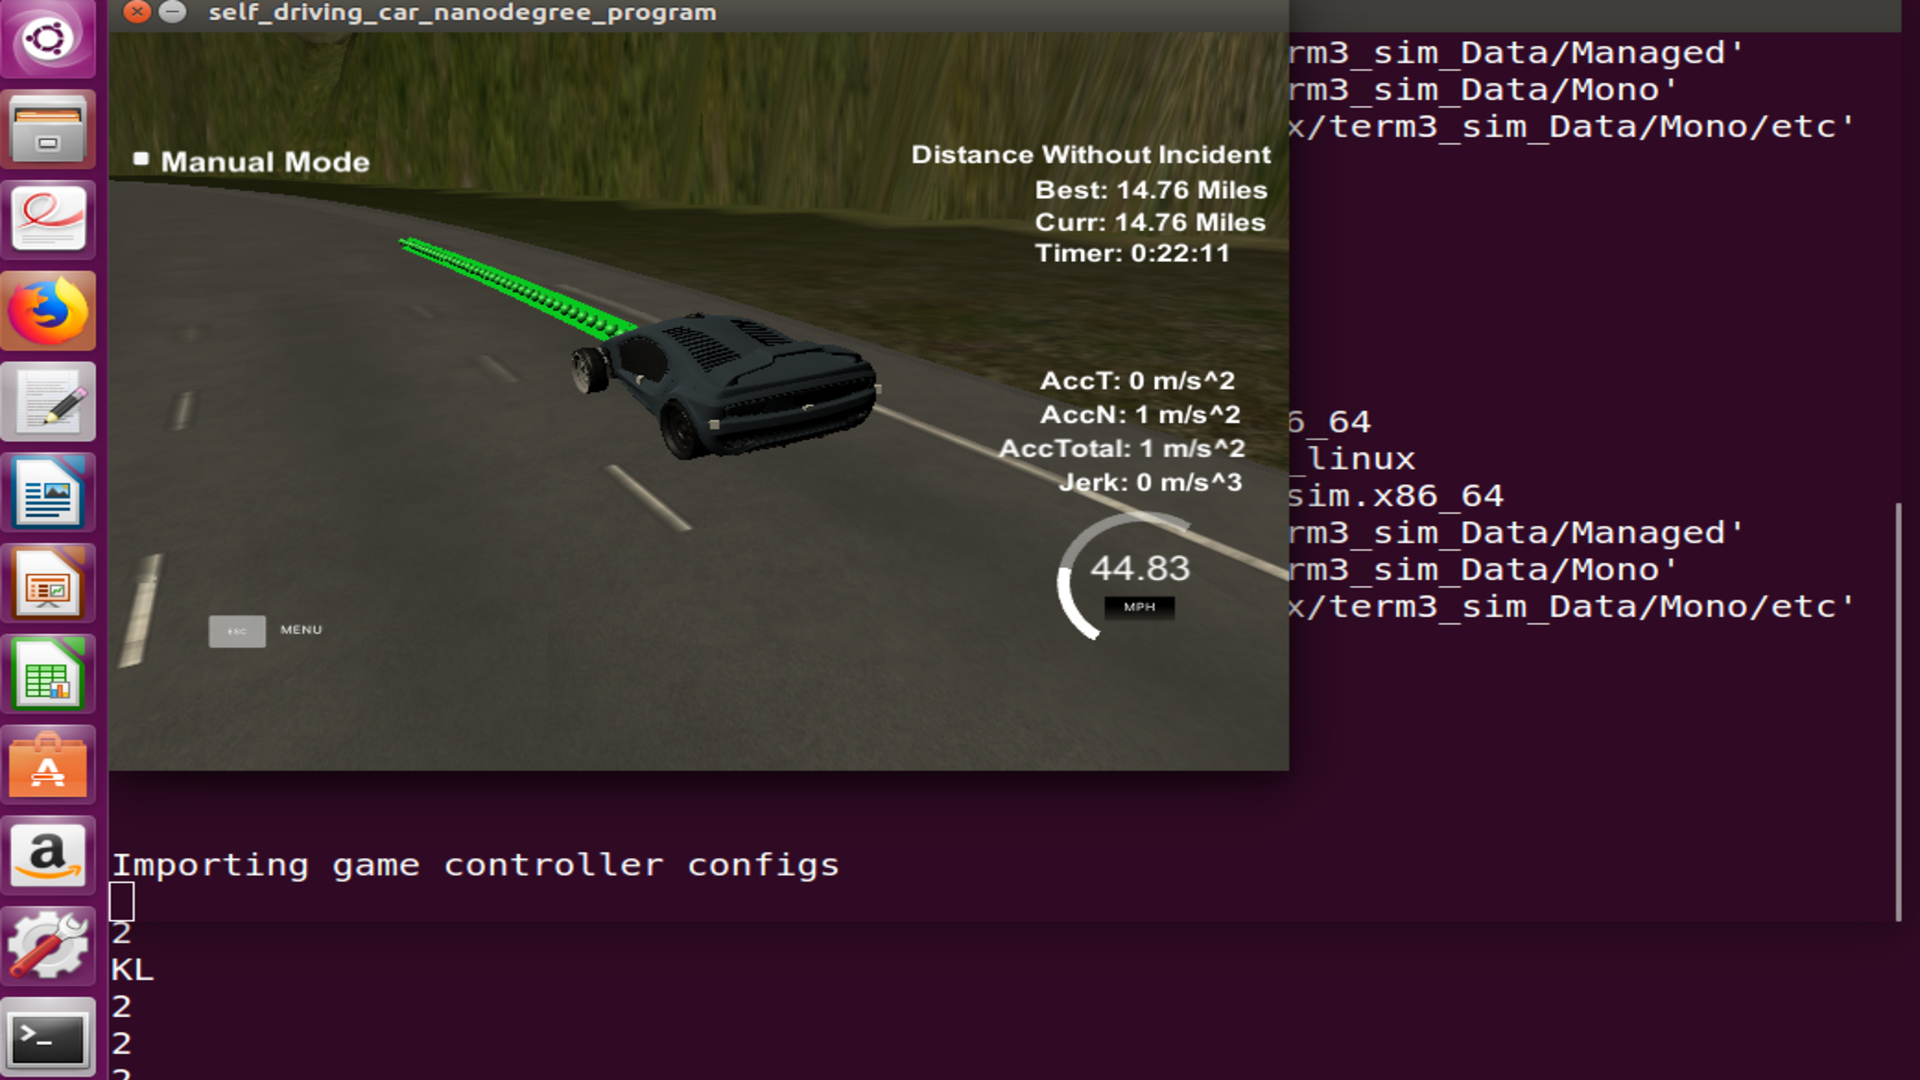 self_driving_car_nanodegree_program
Manual Mode
Distance Without Incident
Best: 14.76 Miles
Curr: 14.76 Miles
Timer: 0:22:11
AccT: 0 m/s^2
AccN: 1 m/s^2
AccTotal: 1 m/s^2
Jerk: 0 m/s^3
44.83
MPH
ESC MENU
rm3_sim_Data/Managed'
rm3_sim_Data/Mono'
x/term3_sim_Data/Mono/etc'
6_64
_linux
sim.x86_64
rm3_sim_Data/Managed'
rm3_sim_Data/Mono'
x/term3_sim_Data/Mono/etc'
Importing game controller configs
2
KL
2
2